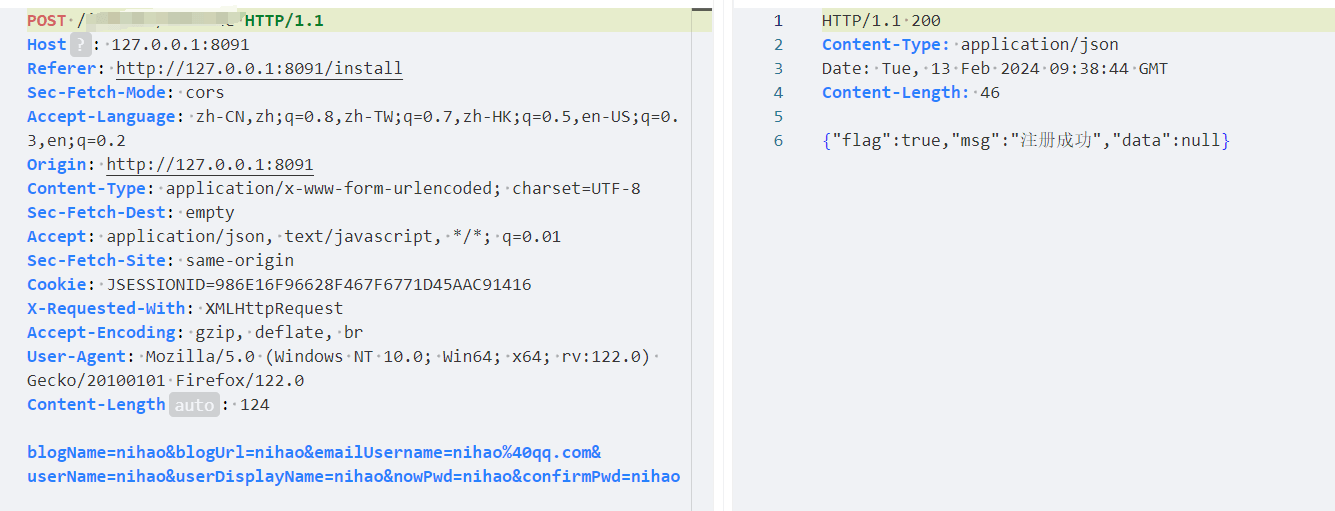 POST / HTTP/1.1
Host ? : 127.0.0.1:8091
Referer: http://127.0.0.1:8091/install
Sec-Fetch-Mode: cors
Accept-Language: zh-CN,zh;q=0.8,zh-TW;q=0.7,zh-HK;q=0.5,en-US;q=0.
3,en;q=0.2
Origin: http://127.0.0.1:8091
Content-Type: application/x-www-form-urlencoded; charset=UTF-8
Sec-Fetch-Dest: empty
Accept: application/json, text/javascript, */*; q=0.01
Sec-Fetch-Site: same-origin
Cookie: JSESSIONID=986E16F96628F467F6771D45AAC91416
X-Requested-With: XMLHttpRequest
Accept-Encoding: gzip, deflate, br
User-Agent: Mozilla/5.0 (Windows NT 10.0; Win64; x64; rv:122.0)
Gecko/20100101 Firefox/122.0
Content-Length auto : 124
blogName=nihao&blogUrl=nihao&emailUsername=nihao%40qq.com&
userName=nihao&userDisplayName=nihao&nowPwd=nihao&confirmPwd=nihao
1 HTTP/1.1 200
2 Content-Type: application/json
3 Date: Tue, 13 Feb 2024 09:38:44 GMT
4 Content-Length: 46
5
6 {"flag":true,"msg":"注册成功","data":null}